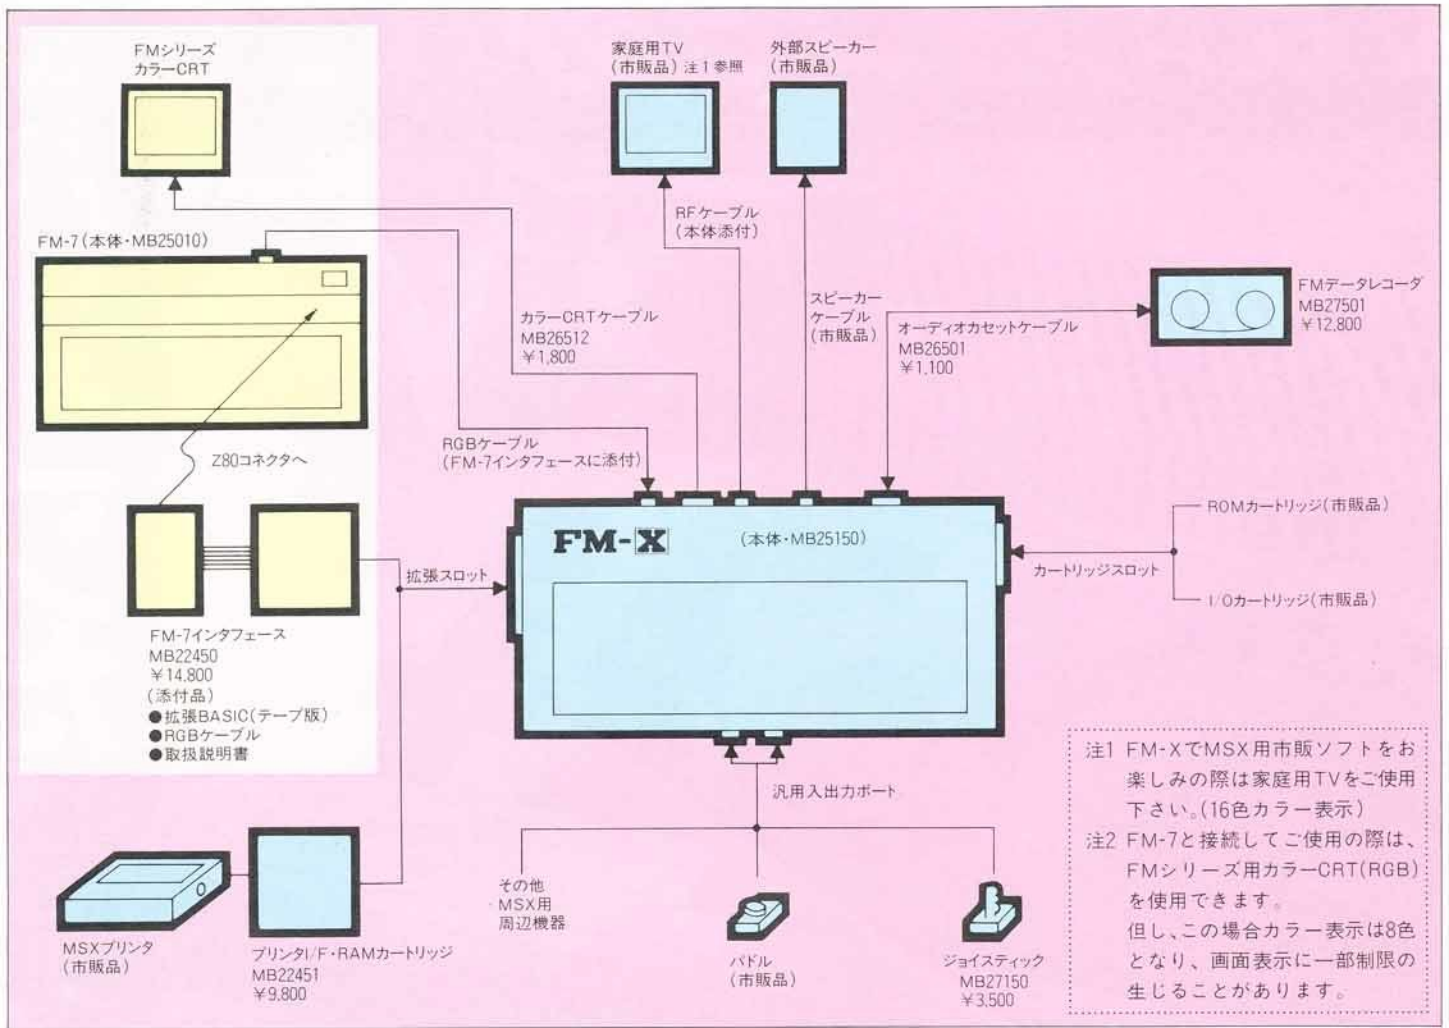 FMシリーズ
カラーCRT
家庭用TV
(市販品) 注1参照
外部スピーカー
(市販品)
RFケーブル
(本体添付)
FM-7(本体・MB25010)
カラーCRTケーブル
MB26512
¥1,800
スピーカー
ケーブル
(市販品)
オーディオカセットケーブル
MB26501
¥1,100
FMデータレコーダ
MB27501
¥12,800
Z80コネクタへ
RGBケーブル
(FM-7インタフェースに添付)
FM-X
(本体・MB25150)
拡張スロット
カートリッジスロット
ROMカートリッジ(市販品)
I/Oカートリッジ(市販品)
FM-7インタフェース
MB22450
¥14,800
(添付品)
●拡張BASIC(テープ版)
●RGBケーブル
●取扱説明書
汎用入出力ポート
MSXプリンタ
(市販品)
プリンタI/F・RAMカートリッジ
MB22451
¥9,800
その他
・MSX用
周辺機器
パドル
(市販品)
ジョイスティック
MB27150
¥3,500
注1 FM-XでMSX用市販ソフトをお
楽しみの際は家庭用TVをご使用
下さい。(16色カラー表示)
注2 FM-7と接続してご使用の際は、
FMシリーズ用カラーCRT(RGB)
を使用できます。
但し、この場合カラー表示は8色
となり、画面表示に一部制限の
生じることがあります。